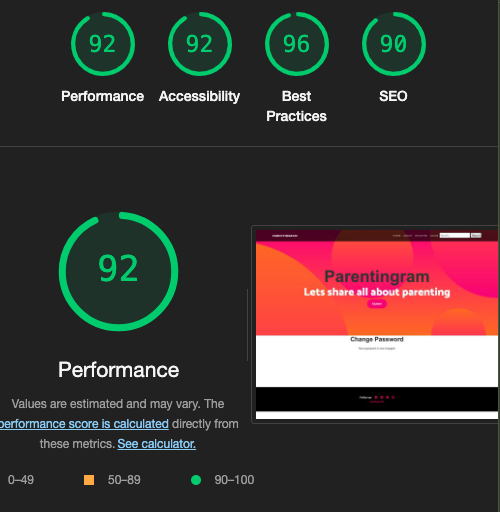 92 92 96 90
Performance Accessibility Best Practices SEO
92
Performance
Values are estimated and may vary. The
performance score is calculated directly from
these metrics. See calculator.
0–49 50–89 90–100
Parentingram
Lets share all about parenting
Change Password